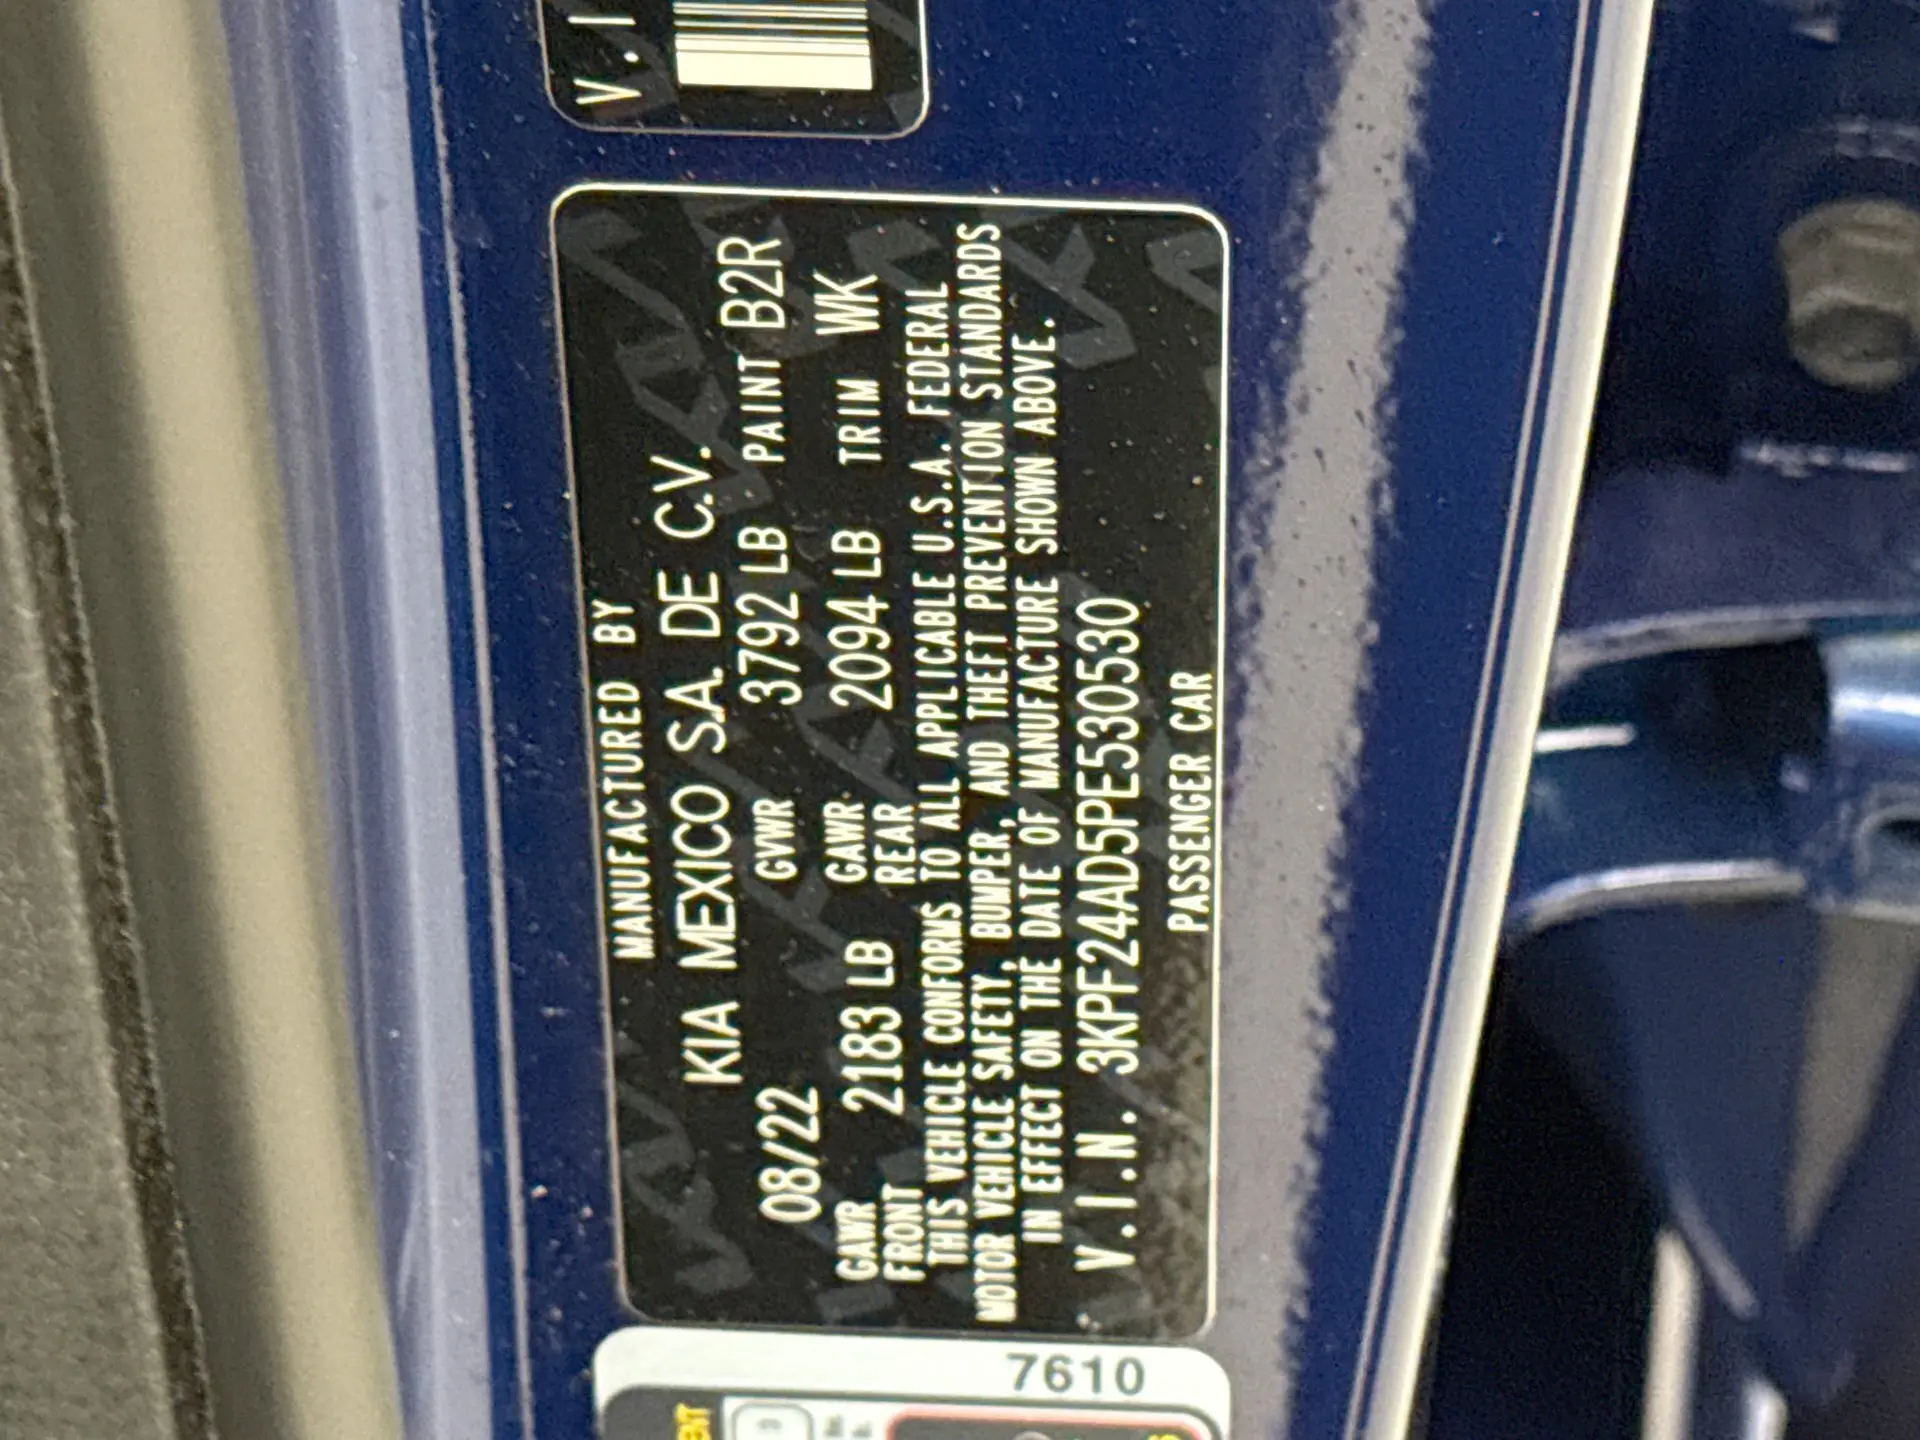 V.I
MANUFACTURED BY
KIA MEXICO S.A. DE C.V.
08/22 GVWR 3792 LB PAINT B2R
GAWR FRONT 2183 LB GAWR REAR 2094 LB TRIM WK
THIS VEHICLE CONFORMS TO ALL APPLICABLE U.S.A. FEDERAL
MOTOR VEHICLE SAFETY, BUMPER, AND THEFT PREVENTION STANDARDS
IN EFFECT ON THE DATE OF MANUFACTURE SHOWN ABOVE.
V.I.N. 3KPF24AD5PE530530
PASSENGER CAR
7610